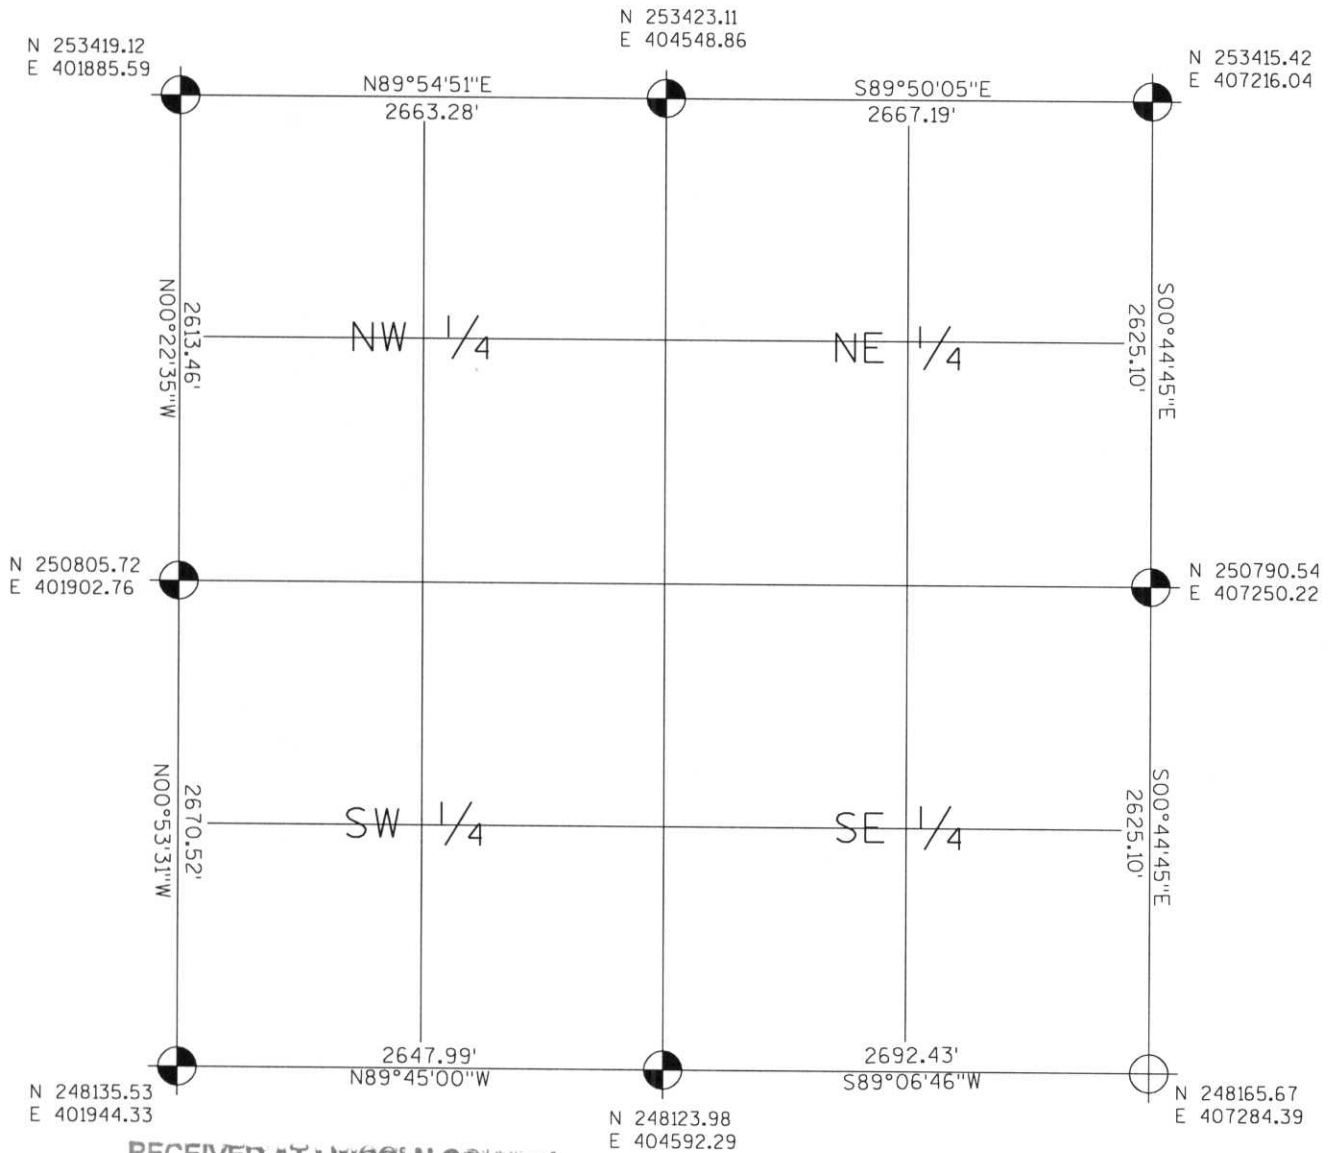 N 253423.11
E 404548.86
N 253419.12
E 401885.59
N 253415.42
E 407216.04
N89°54'51"E
2663.28'
S89°50'05"E
2667.19'
N00°22'35"W
2613.46'
NW 1/4
NE 1/4
2625.10'
S00°44'45"E
N 250805.72
E 401902.76
N 250790.54
E 407250.22
N00°53'31"W
2670.52'
SW 1/4
SE 1/4
2625.10'
S00°44'45"E
2647.99'
N89°45'00"W
2692.43'
S89°06'46"W
N 248135.53
E 401944.33
N 248123.98
E 404592.29
N 248165.67
E 407284.39
RECEIVED AT